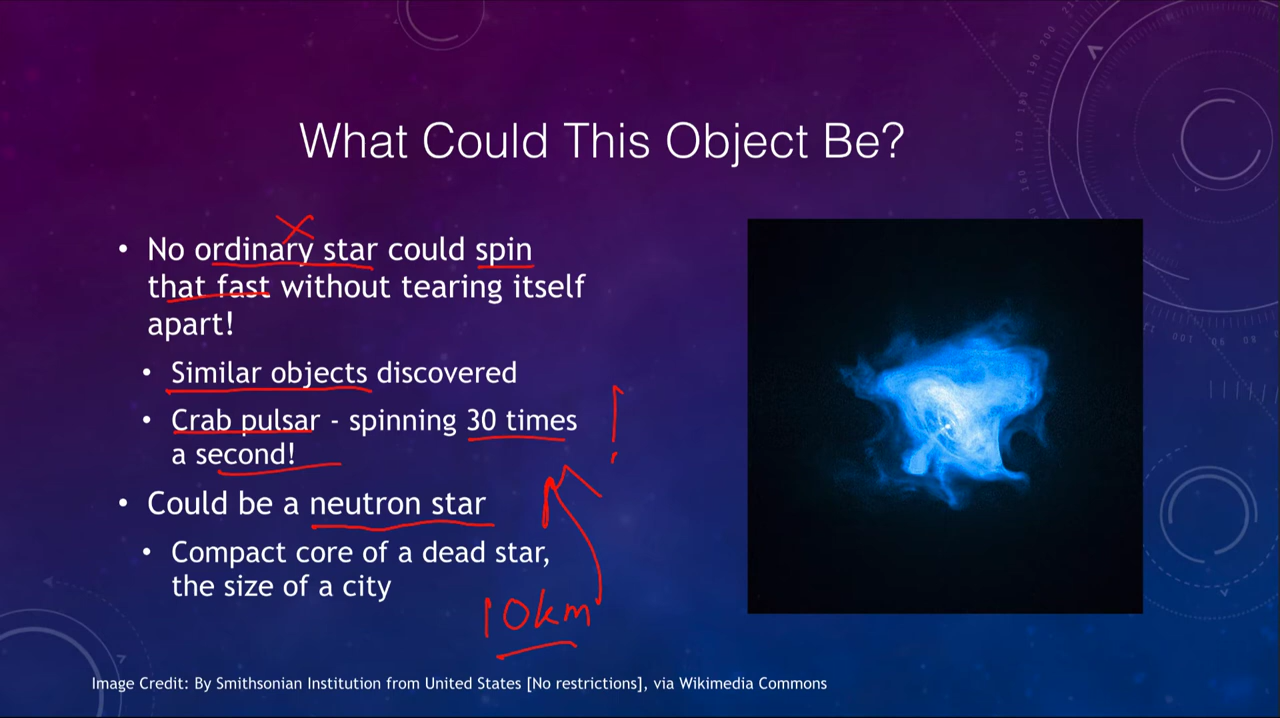 What Could This Object Be?
• No ordinary star could spin
that fast without tearing itself
apart!
• Similar objects discovered
• Crab pulsar - spinning 30 times
a second!
!
• Could be a neutron star
• Compact core of a dead star,
the size of a city
10km
Image Credit: By Smithsonian Institution from United States [No restrictions], via Wikimedia Commons